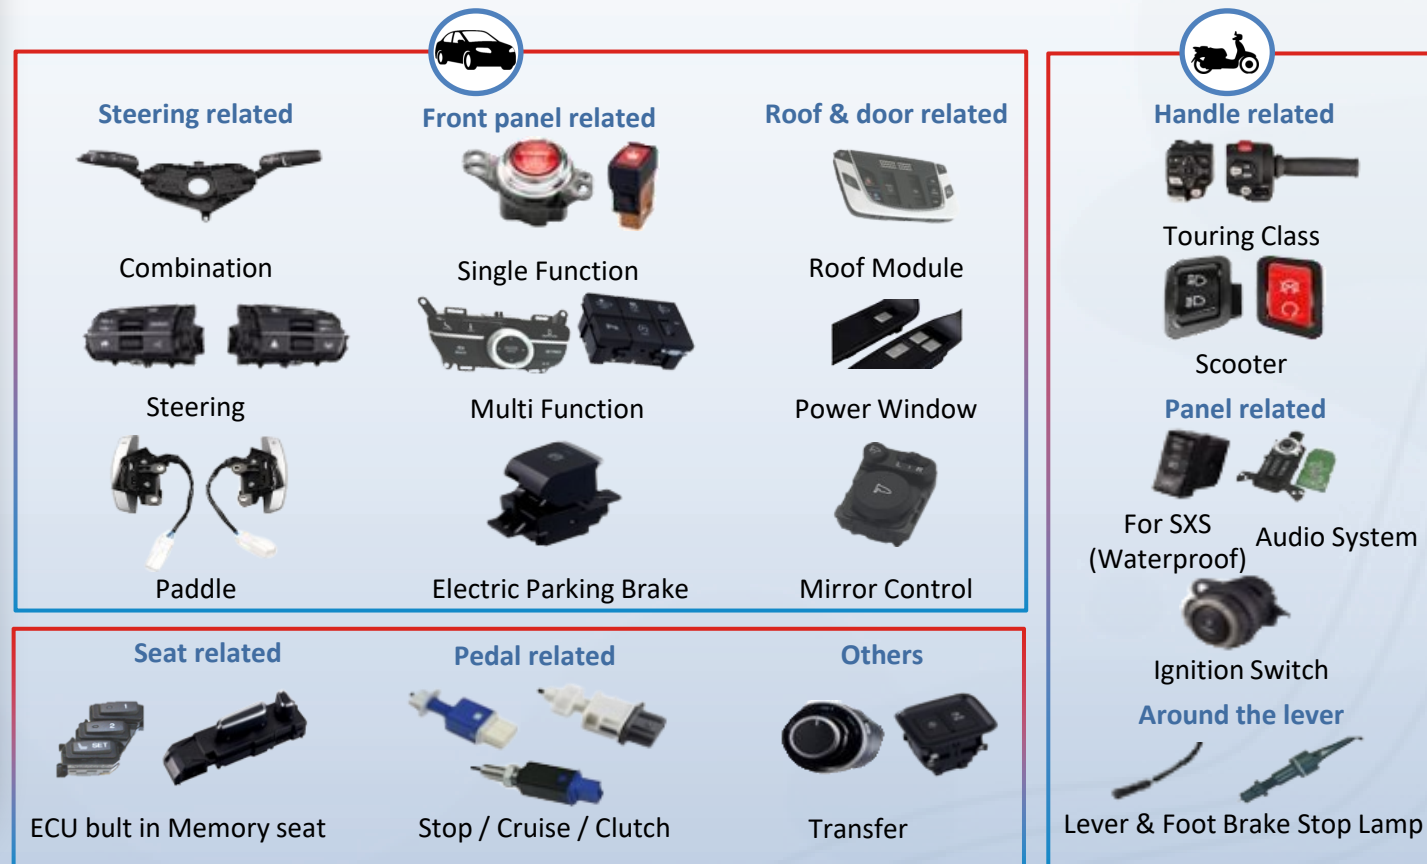 Steering related
Combination
Steering
Paddle
Front panel related
Single Function
Multi Function
Electric Parking Brake
Roof & door related
Roof Module
Power Window
L R
Mirror Control
Seat related
1
2
SET
ECU bult in Memory seat
Pedal related
Stop / Cruise / Clutch
Others
Transfer
Handle related
Touring Class
Scooter
Panel related
For SXS
(Waterproof)
Audio System
Ignition Switch
Around the lever
Lever & Foot Brake Stop Lamp